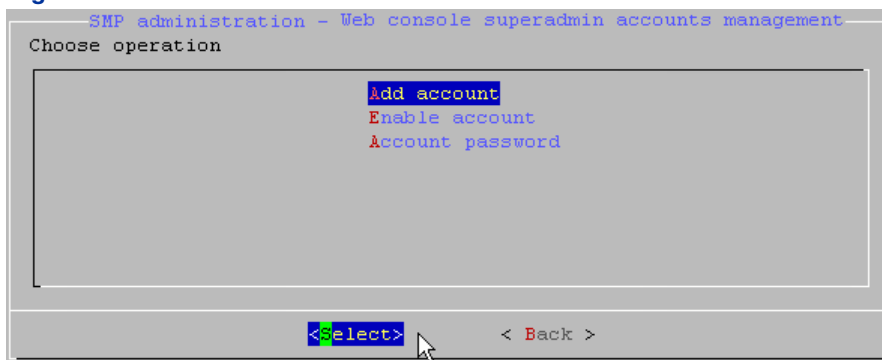 SMP administration - Web console superadmin accounts management
Choose operation
Add account
Enable account
Account password
<Select> < Back >